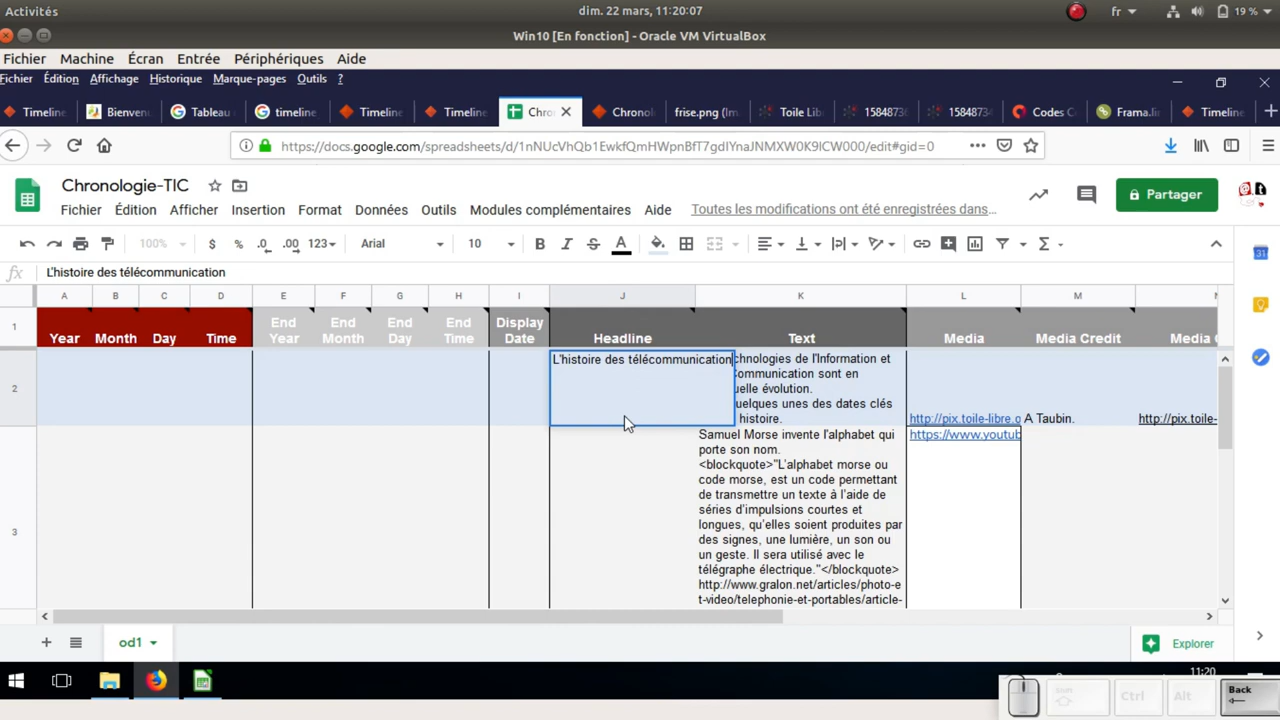 Activités
dim. 22 mars, 11:20:07
fr
19 %
Win10 [En fonction] - Oracle VM VirtualBox
Fichier Machine Écran Entrée Périphériques Aide
Fichier Édition Affichage Historique Marque-pages Outils ?
Timeline Bienvenu Tableau timeline Timeline Timeline Chro Chronolo frise.png (Im Toile Lib 1584873 1584873 Codes C Frama.lin Timeline
https://docs.google.com/spreadsheets/d/1nNUcVhQb1EwkfQmHWpnBfT7gdIYnaJNMXW0K9ICW000/edit#gid=0
Chronologie-TIC
Partager
Fichier Édition Affichage Insertion Format Données Outils Modules complémentaires Aide Toutes les modifications ont été enregistrées dans…
100% $ % .0 .00 123 Arial 10 B I S A Σ
fx L'histoire des télécommunication
A B C D E F G H I J K L M N
1 Year Month Day Time End Year End Month End Day End Time Display Date Headline Text Media Media Credit Media C
2
L'histoire des télécommunication
chnologies de l'Information et
ommunication sont en
uelle évolution.
uelques unes des dates clés
histoire.
http://pix.toile-libre.o A Taubin. http://pix.toile-
3
Samuel Morse invente l'alphabet qui
porte son nom.
<blockquote>"L'alphabet morse ou
code morse, est un code permettant
de transmettre un texte à l'aide de
séries d'impulsions courtes et
longues, qu'elles soient produites par
des signes, une lumière, un son ou
un geste. Il sera utilisé avec le
télégraphe électrique."</blockquote>
http://www.gralon.net/articles/photo-e
t-video/telephonie-et-portables/article-
https://www.youtub
od1
Explorer
31
11:20
Ctrl Alt Back